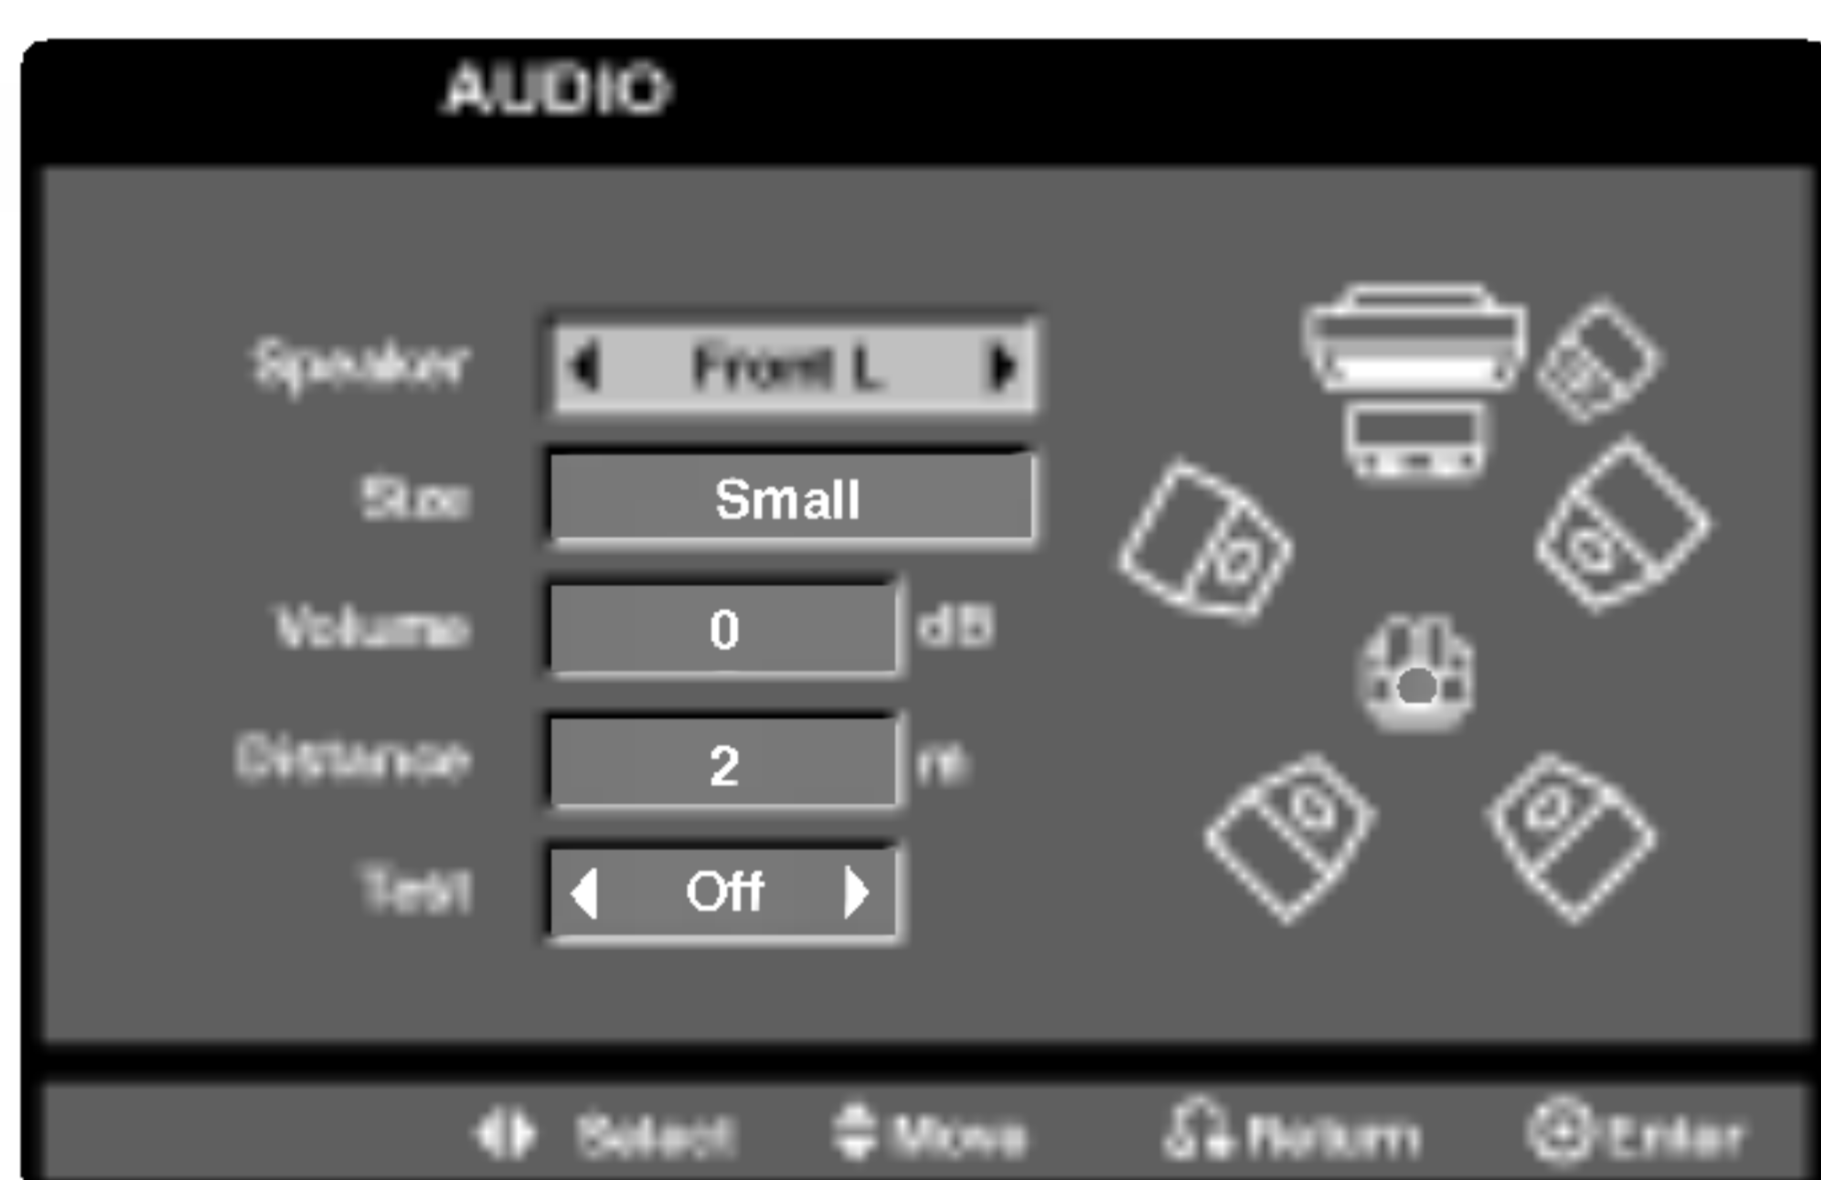 AUDIO
Speaker Front L
Size Small
Volume 0 dB
Distance 2 m
Test Off
Select Move Return Enter